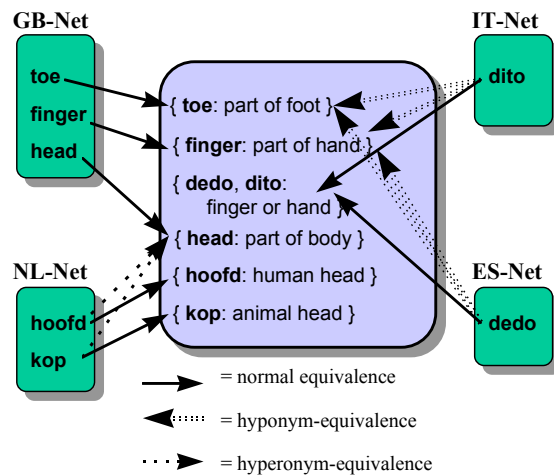 GB-Net
IT-Net
toe
finger
head
dito
{ toe: part of foot }
{ finger: part of hand }
{ dedo, dito:
finger or hand }
{ head: part of body }
{ hoofd: human head }
{ kop: animal head }
NL-Net
ES-Net
hoofd
kop
dedo
= normal equivalence
= hyponym-equivalence
= hyperonym-equivalence